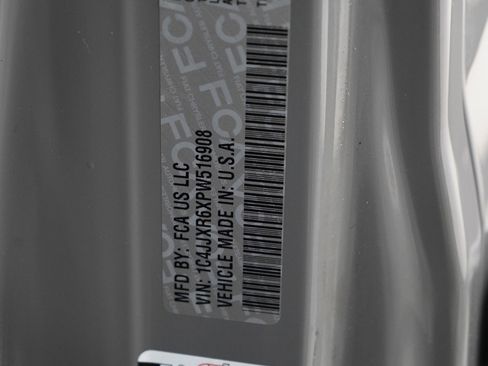 MFD BY: FCA US LLC
VIN: 1C4JJXR6XPW516908
VEHICLE MADE IN: U.S.A.